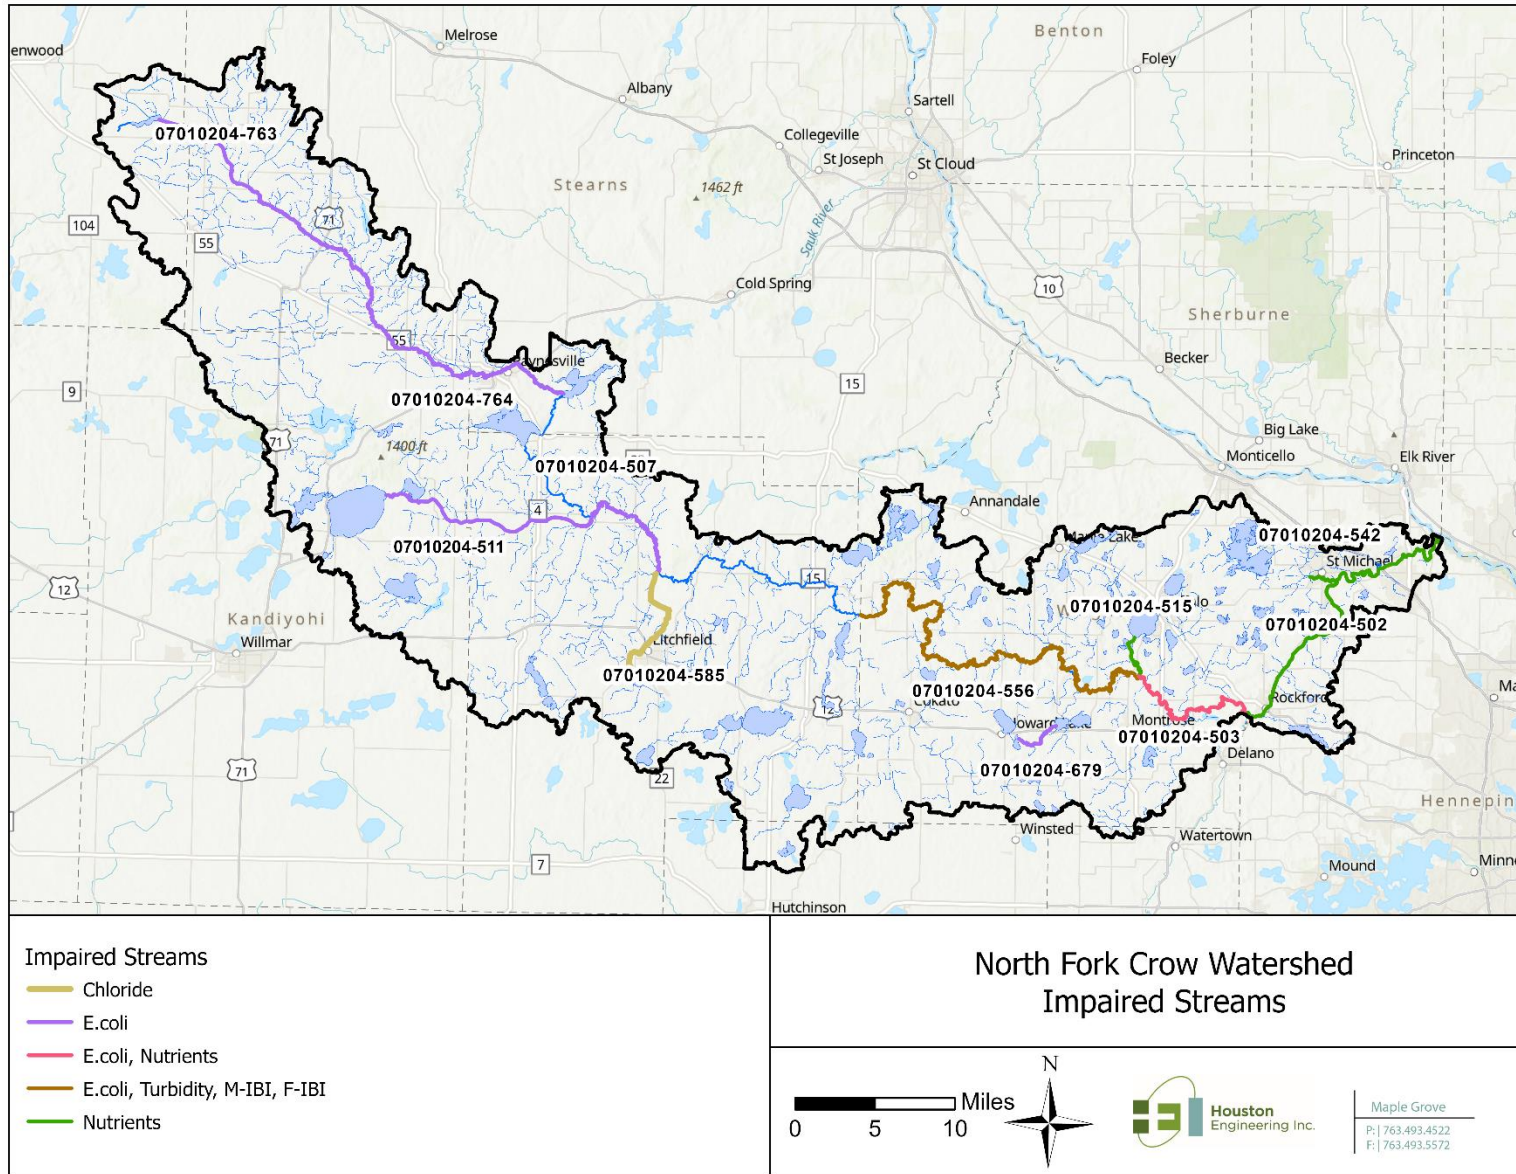 Melrose
Benton
enwood
Foley
Albany
Sartell
07010204-763
Collegeville
St Joseph
St Cloud
Princeton
Stearns
1462 ft
71
104
55
Sauk River
Cold Spring
10
Sherburne
55
Becker
9
07010204-764
15
71
1400 ft
Big Lake
07010204-507
Monticello
Elk River
4
Annandale
07010204-511
07010204-542
Maple Lake
St Michael
12
15
07010204-515
Kandiyohi
07010204-502
Willmar
Litchfield
07010204-585
07010204-556
Rockford
12
Montrose
07010204-503
Delano
07010204-679
71
22
Hennepin
Winsted
Watertown
7
Mound
Minn
Hutchinson
Impaired Streams
Chloride
E.coli
E.coli, Nutrients
E.coli, Turbidity, M-IBI, F-IBI
Nutrients
North Fork Crow Watershed
Impaired Streams
Miles
0 5 10
N
Houston
Engineering Inc.
Maple Grove
P: | 763.493.4522
F: | 763.493.5572